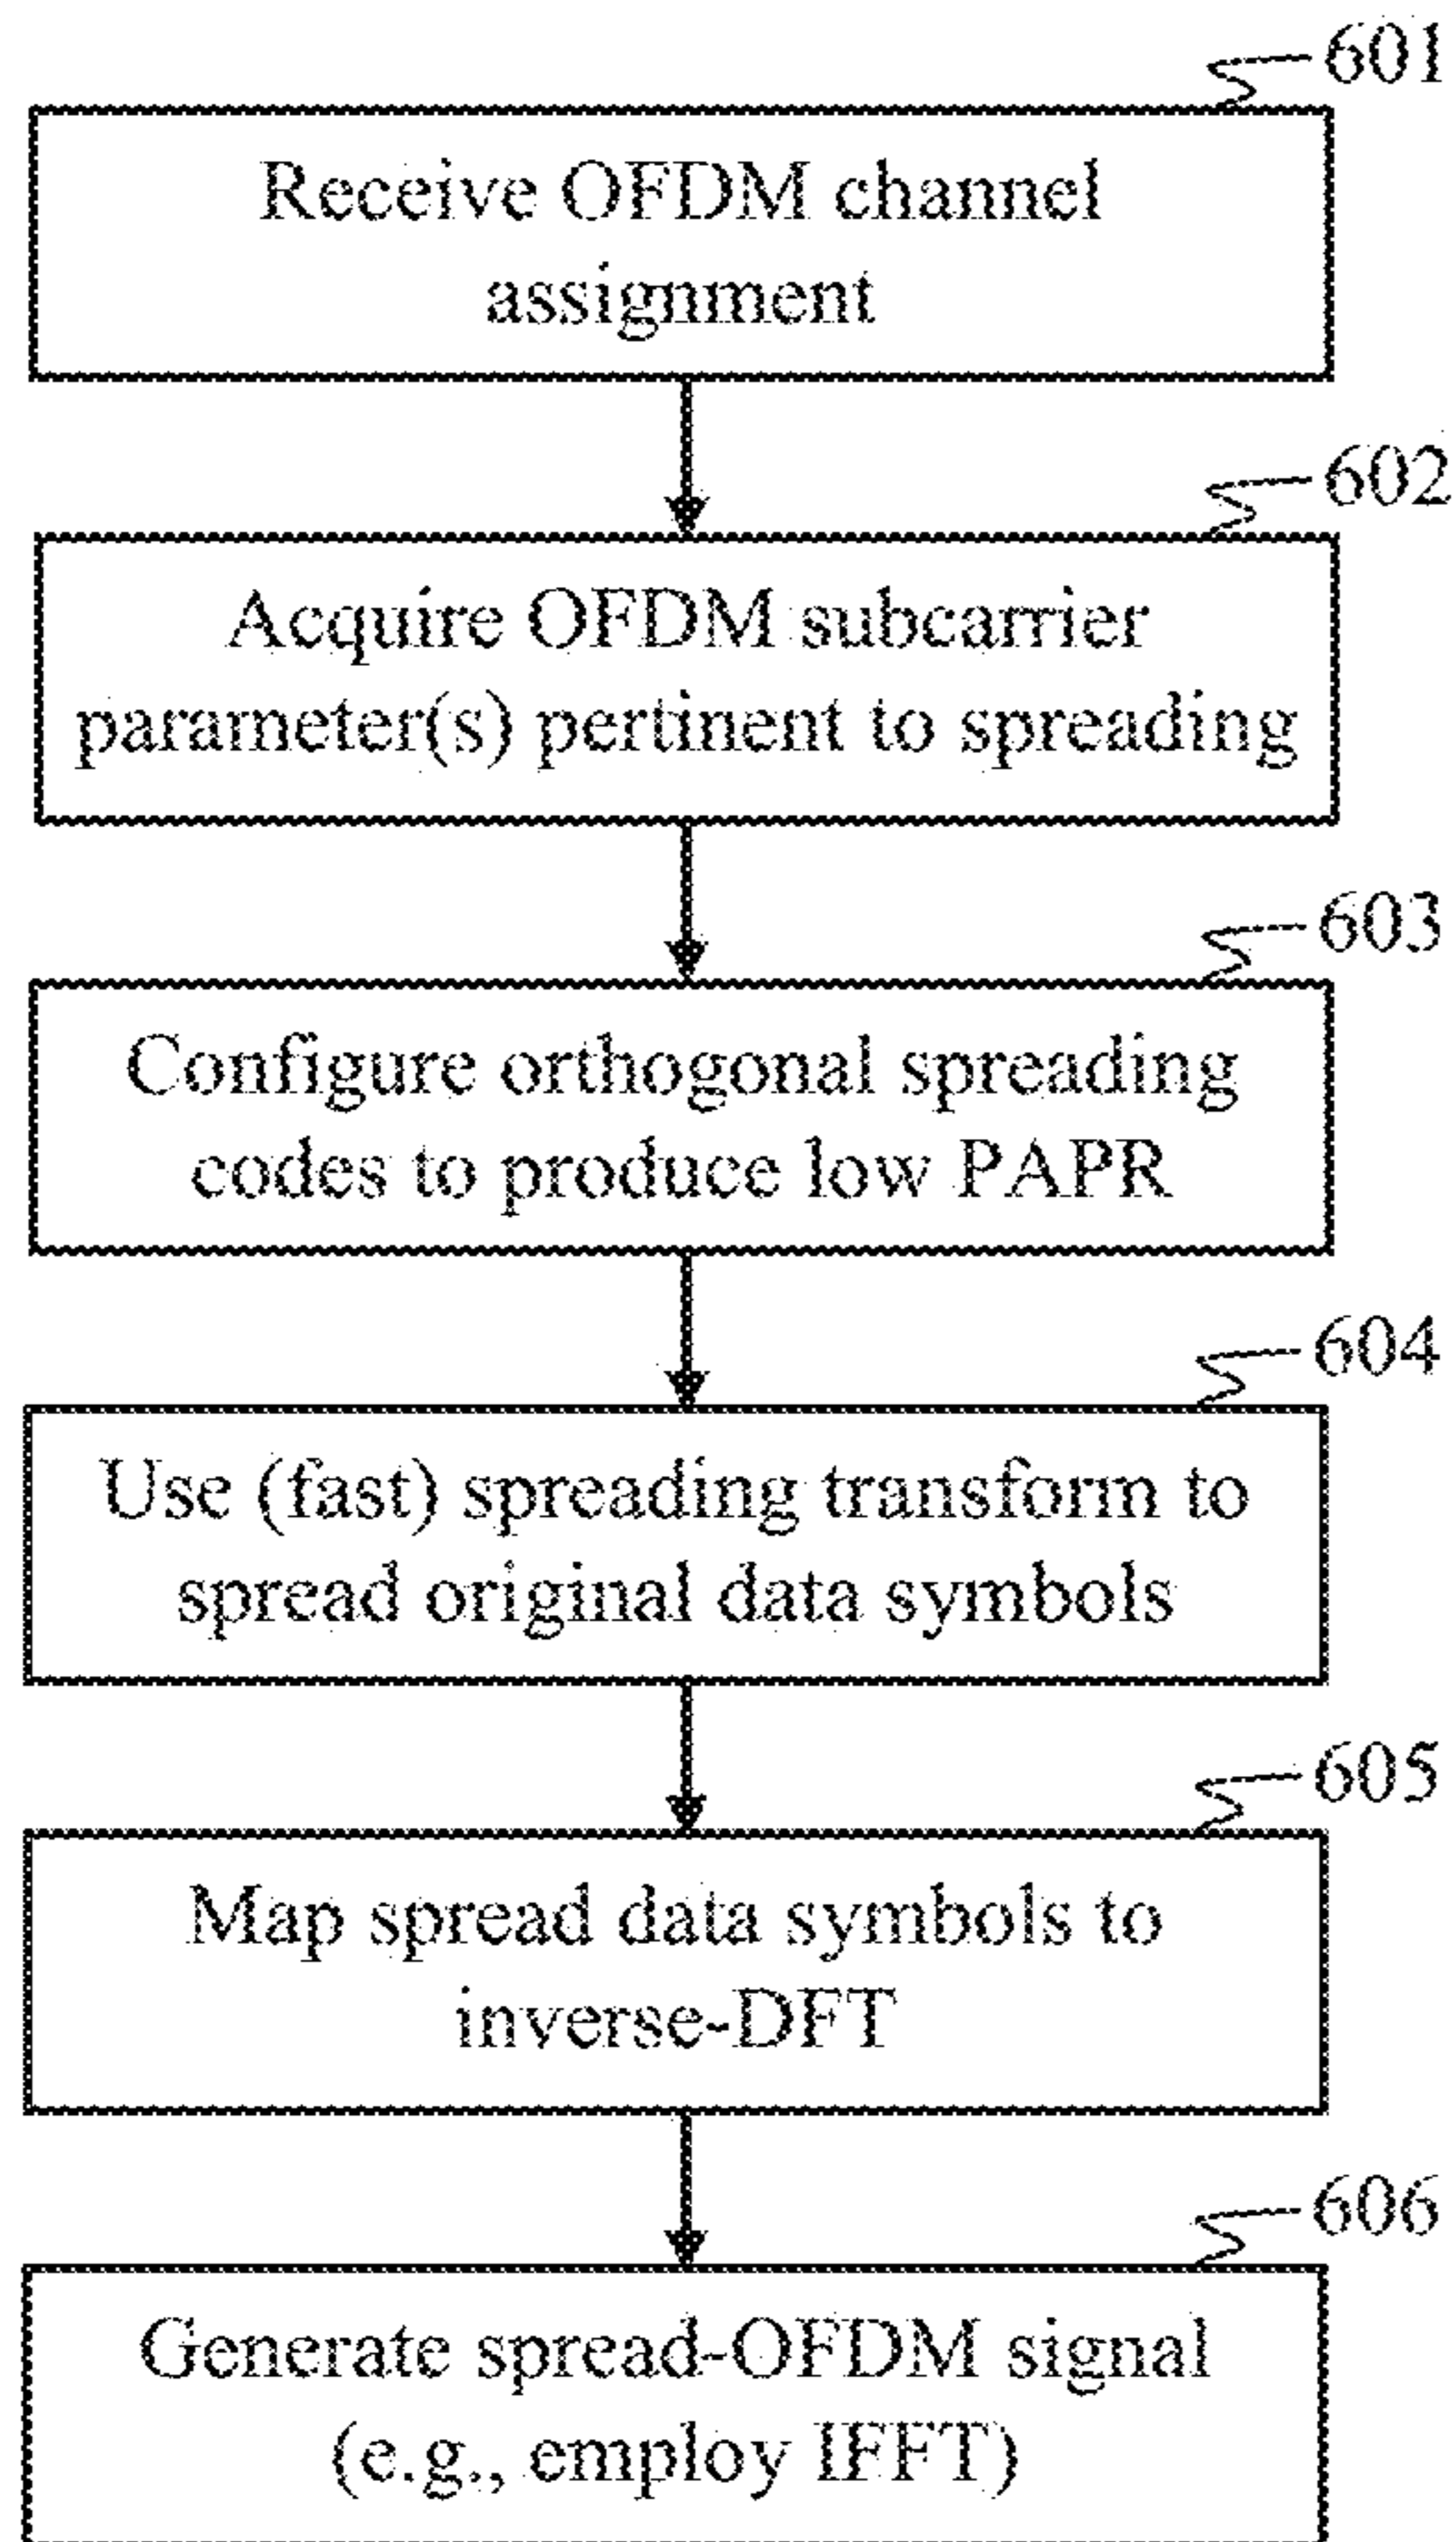 601
Receive OFDM channel
assignment
602
Acquire OFDM subcarrier
parameter(s) pertinent to spreading
603
Configure orthogonal spreading
codes to produce low PAPR
604
Use (fast) spreading transform to
spread original data symbols
605
Map spread data symbols to
inverse-DFT
606
Generate spread-OFDM signal
(e.g., employ IFFT)